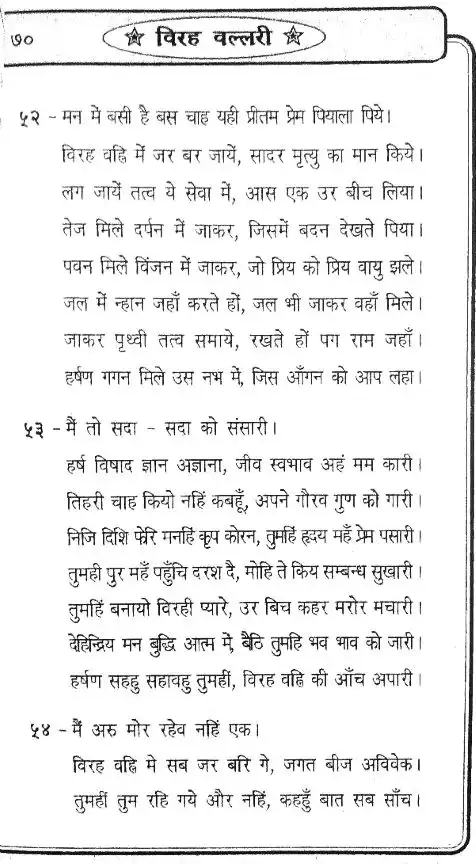 ७०
विरह वल्लरी
५२ - मन में बसी है बस चाह यही प्रीतम प्रेम पियाला पिये।
विरह वह्नि में जर बर जायें, सादर मृत्यु का मान किये।
लग जायें तत्व ये सेवा में, आस एक उर बीच लिया।
तेज मिले दर्पन में जाकर, जिसमें बदन देखते पिया।
पवन मिले विंजन में जाकर, जो प्रिय को प्रिय वायु झले।
जल में न्हान जहाँ करते हों, जल भी जाकर वहाँ मिले।
जाकर पृथ्वी तत्व समाये, रखते हों पग राम जहाँ।
हर्षण गगन मिले उस नभ में, जिस आँगन को आप लहा।
५३ - मैं तो सदा - सदा को संसारी।
हर्ष विषाद ज्ञान अज्ञाना, जीव स्वभाव अहं मम कारी।
तिहरी चाह कियो नहिं कबहूँ, अपने गौरव गुण को गारी।
निजि दिशि फेरि मनहिं कृप कोरन, तुमहिं हृदय महँ प्रेम पसारी।
तुमही पुर महँ पहुँचि दरश दै, मोहि ते किय सम्बन्ध सुखारी।
तुमहिं बनायो विरही प्यारे, उर बिच कहर मरोर मचारी।
देहिन्द्रिय मन बुद्धि आत्म में, बैठि तुमहि भव भाव को जारी।
हर्षण सहहु सहावहु तुमहीं, विरह वह्नि की आँच अपारी।
५४ - मैं अरु मोर रहेव नहिं एक।
विरह वह्नि मे सब जर बरि गे, जगत बीज अविवेक।
तुमहीं तुम रहि गये और नहिं, कहहुँ बात सब साँच।